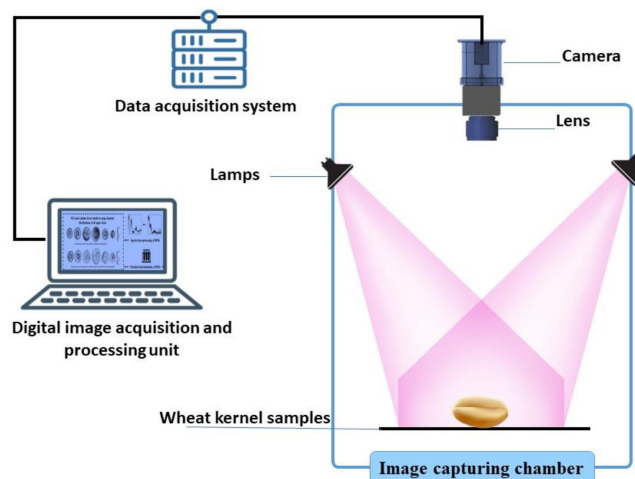 Camera
Data acquisition system
Lens
Lamps
Digital image acquisition and
processing unit
Wheat kernel samples
Image capturing chamber